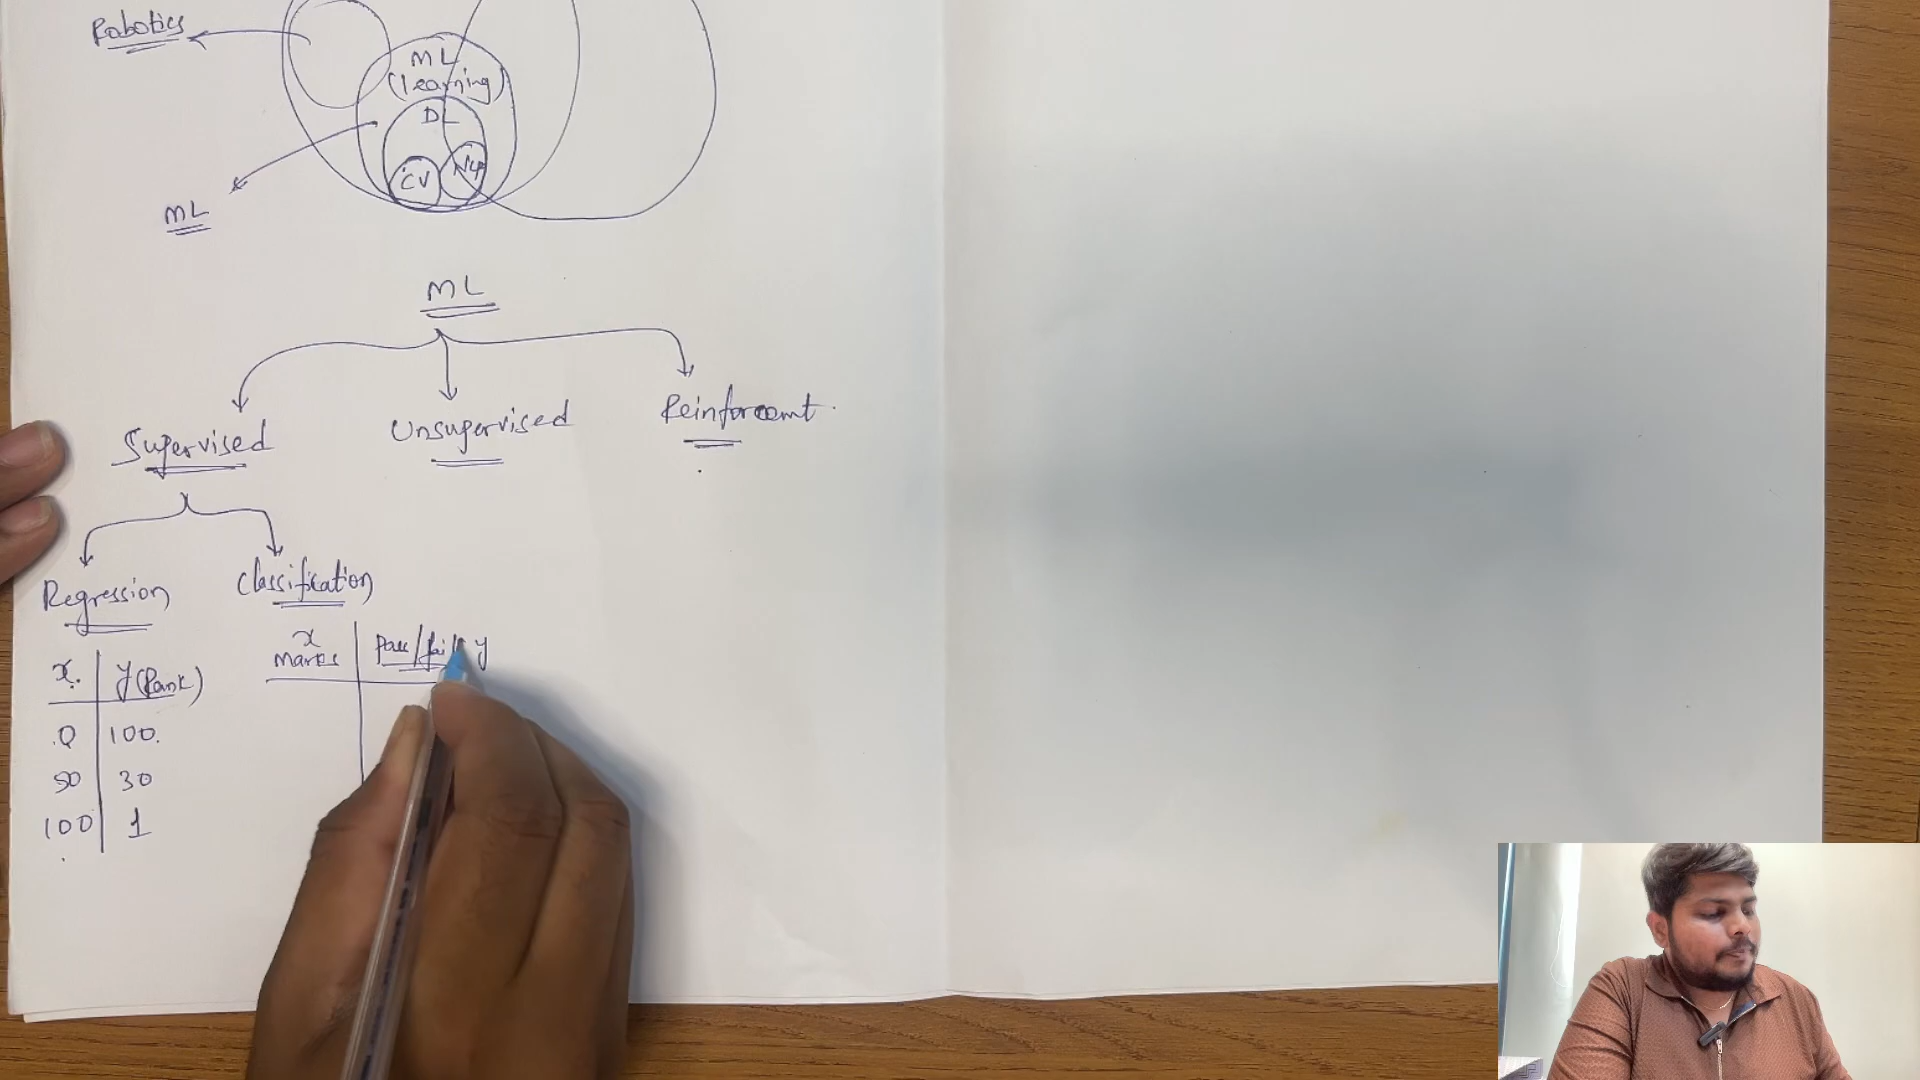 Robotics
ML
(learning)
DL
CV
NLP
ML
ML
Supervised
Unsupervised
Reinforcemt.
Regression
Classification
x.
y (Rank)
0
100.
50
30
100
1
x
Marks
Pass/fail
y